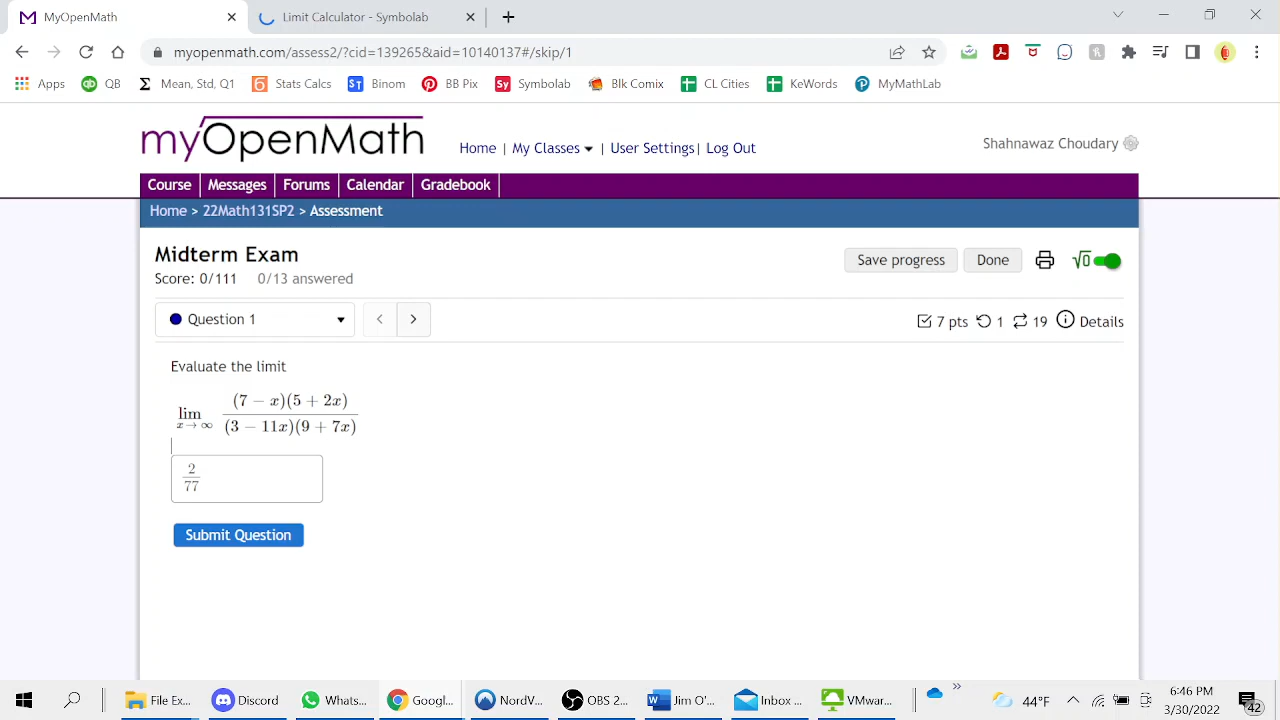 MyOpenMath
Limit Calculator - Symbolab
myopenmath.com/assess2/?cid=139265&aid=10140137#/skip/1
Apps QB Mean, Std, Q1 Stats Calcs Binom BB Pix Symbolab Blk Comix CL Cities KeWords MyMathLab
myOpenMath
Home | My Classes | User Settings | Log Out
Shahnawaz Choudary
Course Messages Forums Calendar Gradebook
Home > 22Math131SP2 > Assessment
Midterm Exam
Score: 0/111 0/13 answered
Save progress Done √0
Question 1 < >
7 pts 1 19 Details
Evaluate the limit
(7 − x)(5 + 2x)
lim
x→∞
(3 − 11x)(9 + 7x)
2
77
Submit Question
File Ex... Discord Whats... Googl... NordV... OBS 2... Jim O'... Inbox ... VMwar... » 44°F
6:46 PM
3/30/2022
42